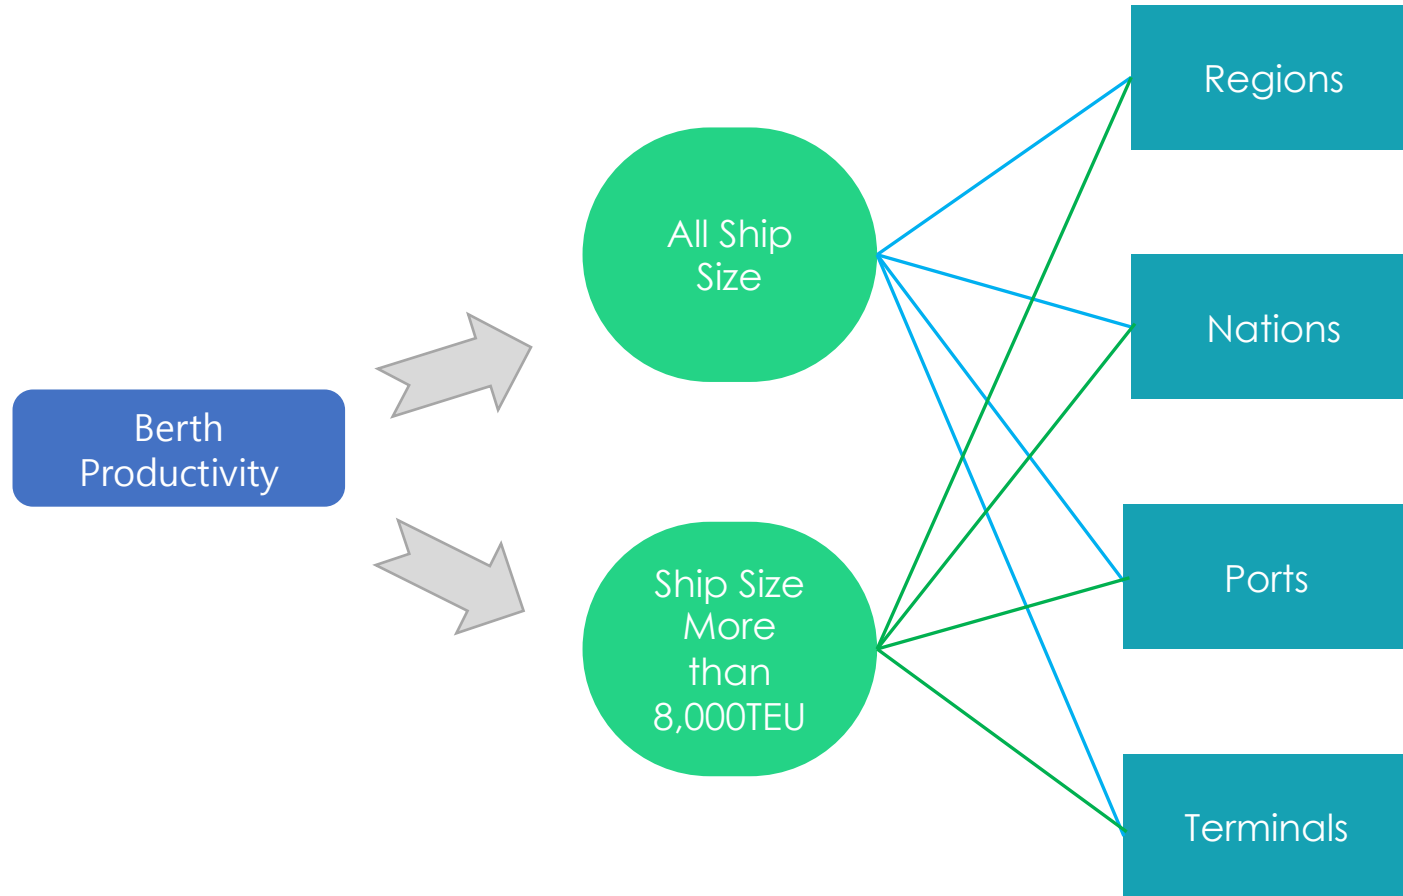 Berth
Productivity
All Ship
Size
Ship Size
More
than
8,000TEU
Regions
Nations
Ports
Terminals